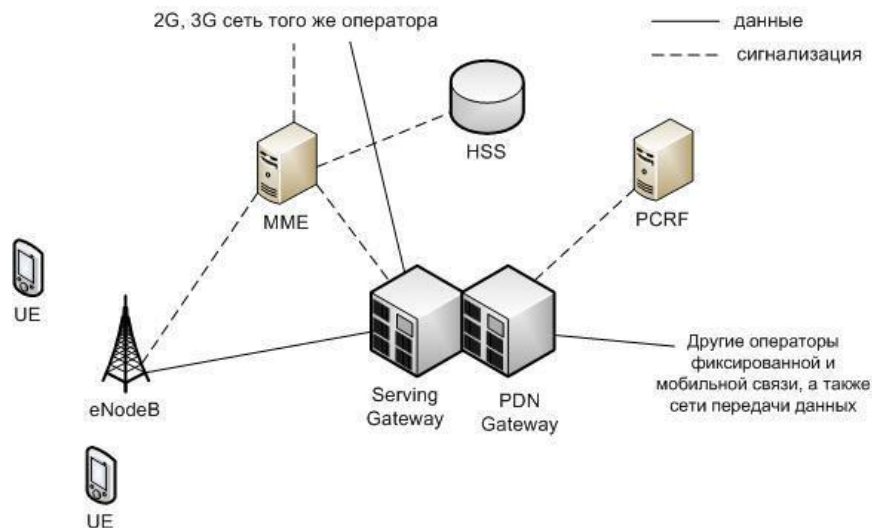 2G, 3G сеть того же оператора
данные
сигнализация
HSS
MME
PCRF
UE
eNodeB
Serving
Gateway
PDN
Gateway
Другие операторы
фиксированной и
мобильной связи, а также
сети передачи данных
UE